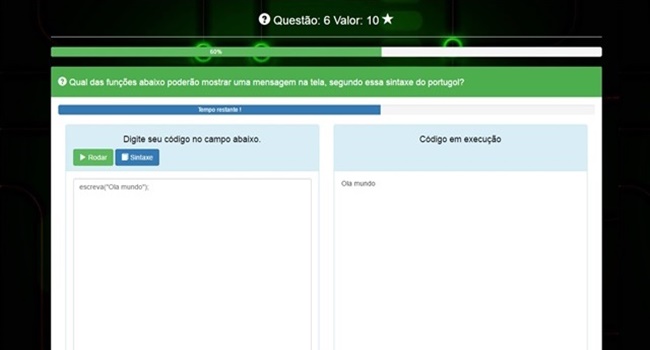 Questão: 6 Valor: 10
60%
Qual das funções abaixo poderão mostrar uma mensagem na tela, segundo essa sintaxe do portugol?
Tempo restante !
Digite seu código no campo abaixo.
Código em execução
Rodar Sintaxe
escreva("Ola mundo");
Ola mundo